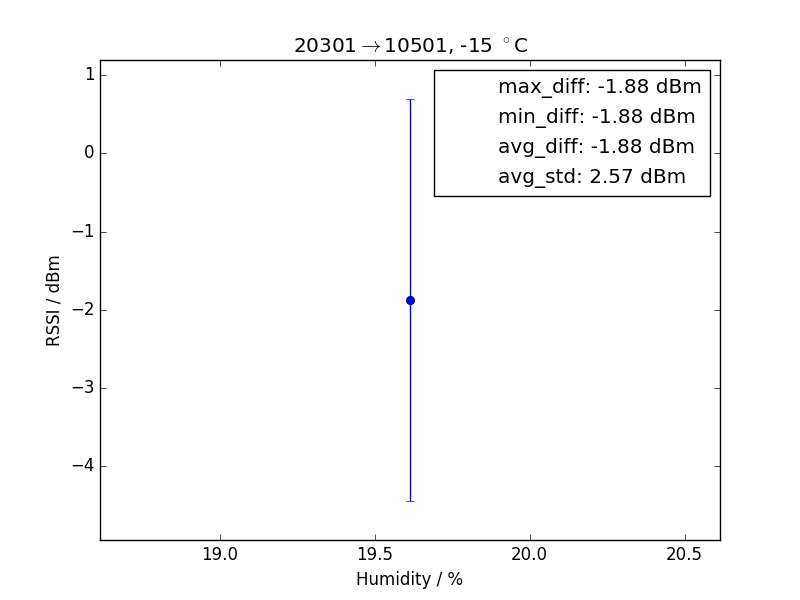 20301→10501, -15 °C
max_diff: -1.88 dBm
min_diff: -1.88 dBm
avg_diff: -1.88 dBm
avg_std: 2.57 dBm
RSSI / dBm
1
0
−1
−2
−3
−4
19.0 19.5 20.0 20.5
Humidity / %